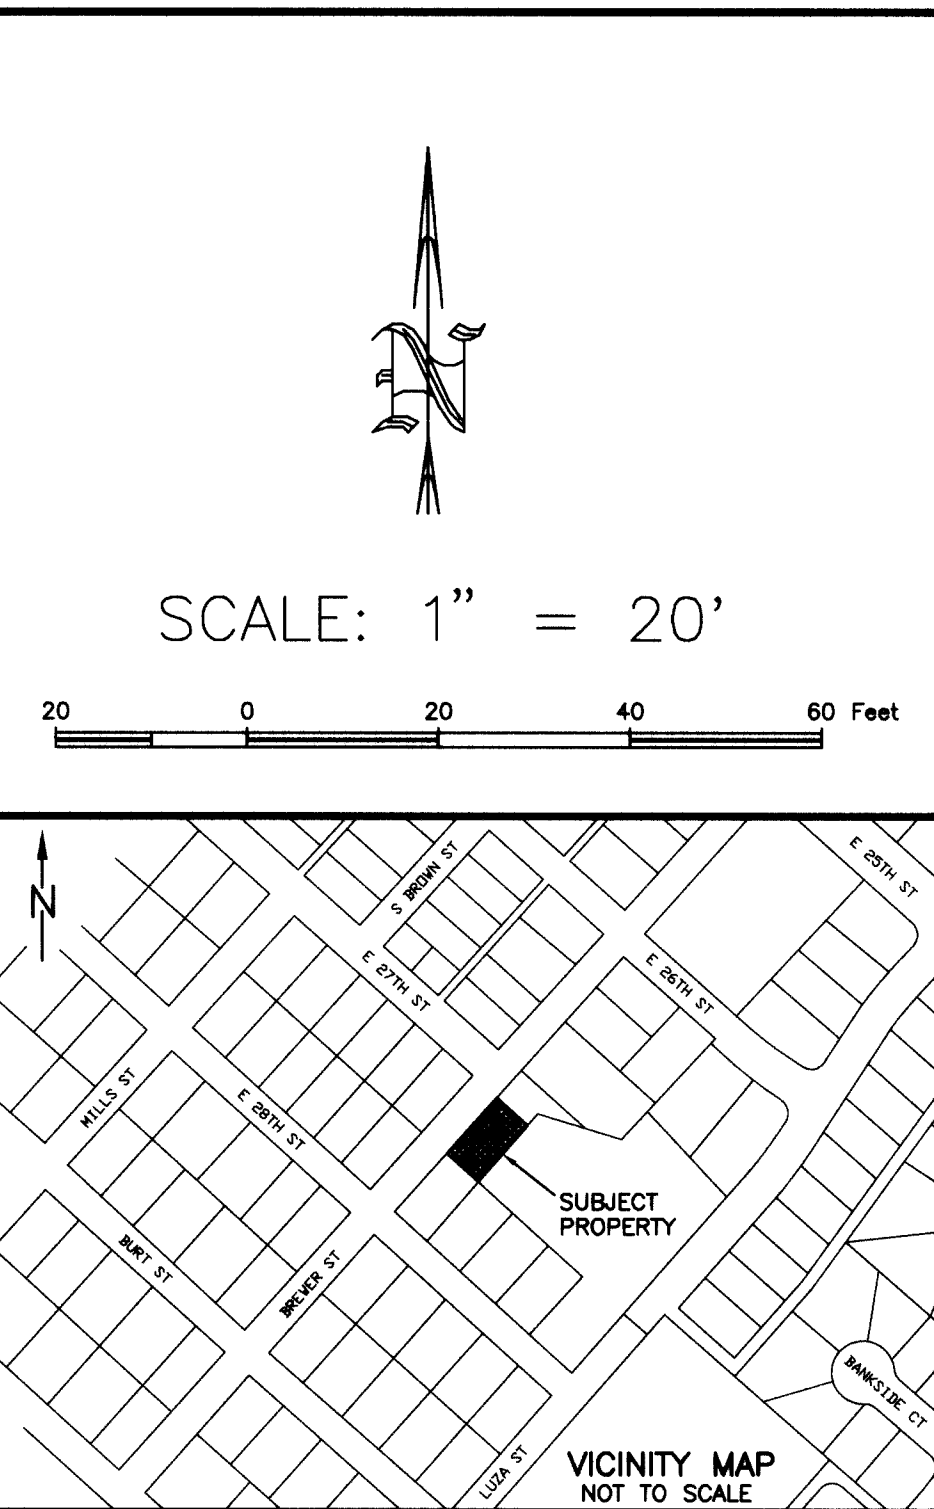 N
SCALE: 1” = 20'
20 0 20 40 60 Feet
N
E 25TH ST
S BROWN ST
E 27TH ST
E 26TH ST
MILLS ST
E 28TH ST
SUBJECT
PROPERTY
BURT ST
BREWER ST
BANKSIDE CT
LUZA ST
VICINITY MAP
NOT TO SCALE